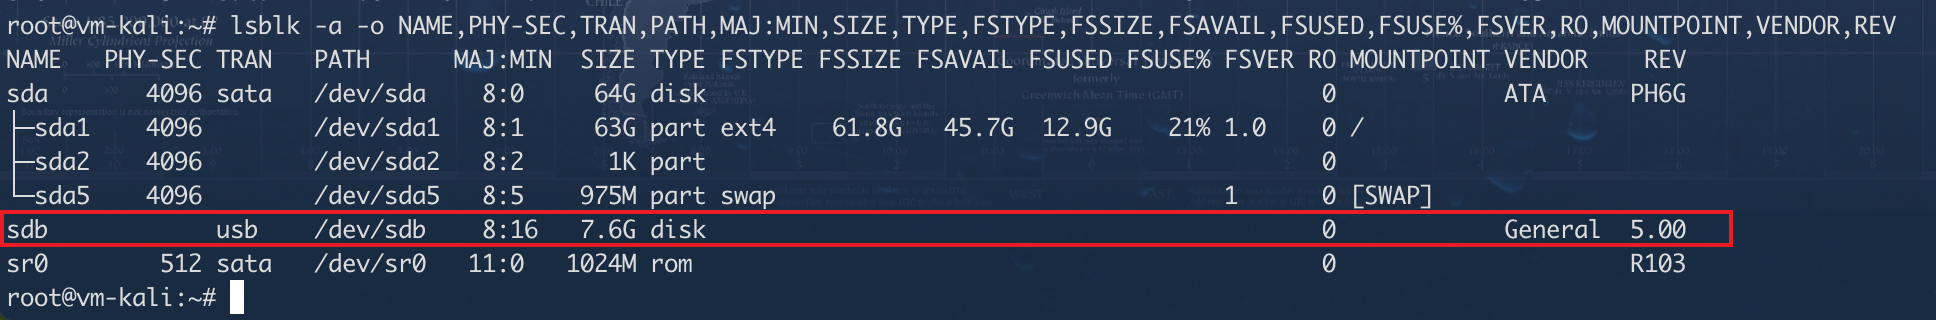 root@vm-kali:~# lsblk -a -o NAME,PHY-SEC,TRAN,PATH,MAJ:MIN,SIZE,TYPE,FSTYPE,FSSIZE,FSAVAIL,FSUSED,FSUSE%,FSVER,RO,MOUNTPOINT,VENDOR,REV
NAME   PHY-SEC TRAN   PATH      MAJ:MIN  SIZE TYPE FSTYPE FSSIZE FSAVAIL FSUSED FSUSE% FSVER RO MOUNTPOINT VENDOR    REV
sda       4096 sata   /dev/sda    8:0     64G disk                                            0            ATA      PH6G
├─sda1    4096        /dev/sda1   8:1     63G part ext4    61.8G   45.7G  12.9G    21% 1.0    0 /
├─sda2    4096        /dev/sda2   8:2      1K part                                            0
└─sda5    4096        /dev/sda5   8:5    975M part swap                                1      0 [SWAP]
sdb            usb    /dev/sdb    8:16   7.6G disk                                            0            General  5.00
sr0        512 sata   /dev/sr0   11:0   1024M rom                                             0                     R103
root@vm-kali:~#